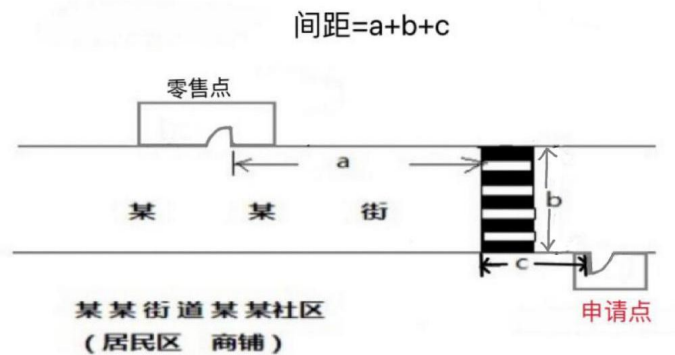 间距=a+b+c
零售点
a
某 某 街
b
c
申请点
某某街道某某社区
（居民区 商铺）